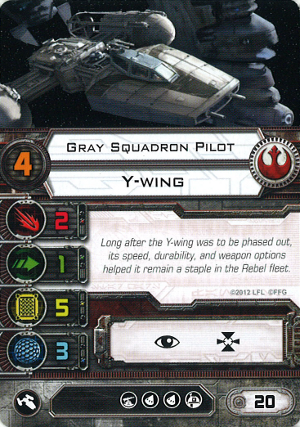 Gray Squadron Pilot
4
Y-wing
2
Long after the Y-wing was to be phased out,
its speed, durability, and weapon options
helped it remain a staple in the Rebel fleet.
1
©2012 LFL ©FFG
5
3
20